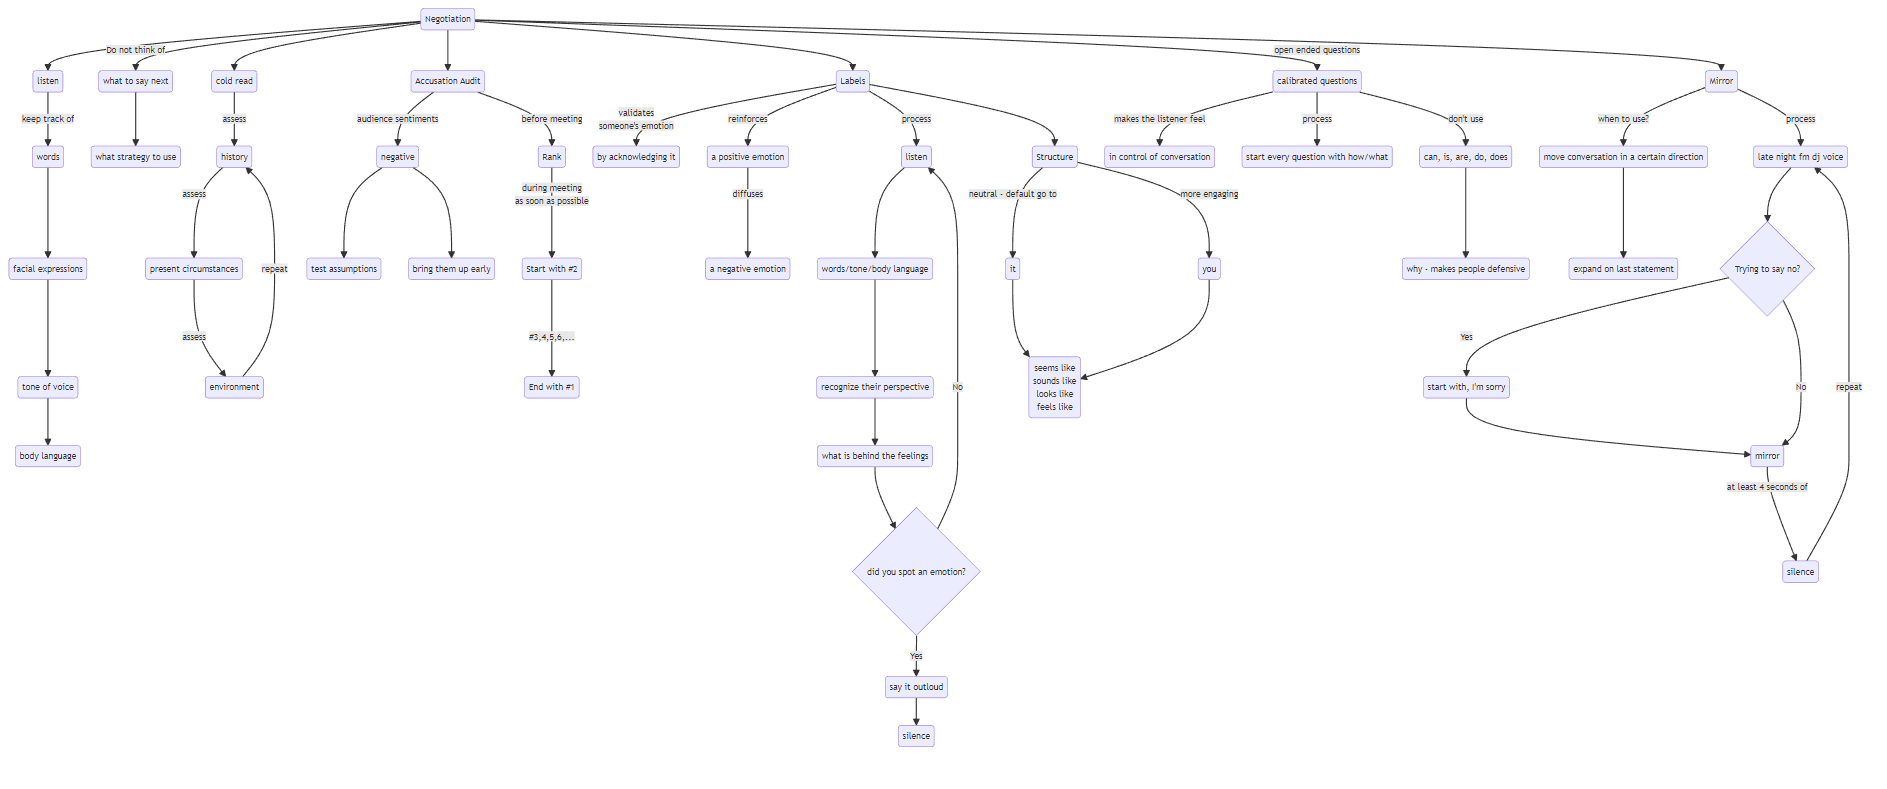 Negotiation
Do not think of
open ended questions
listen
what to say next
cold read
Accusation Audit
Labels
calibrated questions
Mirror
keep track of
assess
audience sentiments
before meeting
validates
someone's emotion
reinforces
process
makes the listener feel
process
don't use
when to use?
process
words
what strategy to use
history
negative
Rank
by acknowledging it
a positive emotion
listen
Structure
in control of conversation
start every question with how/what
can, is, are, do, does
move conversation in a certain direction
late night fm dj voice
assess
during meeting
as soon as possible
diffuses
neutral - default go to
more engaging
facial expressions
present circumstances
repeat
test assumptions
bring them up early
Start with #2
a negative emotion
words/tone/body language
it
you
why - makes people defensive
expand on last statement
Trying to say no?
assess
#3,4,5,6,...
Yes
tone of voice
environment
End with #1
recognize their perspective
No
seems like
sounds like
looks like
feels like
start with, I'm sorry
No
repeat
body language
what is behind the feelings
mirror
at least 4 seconds of
did you spot an emotion?
silence
Yes
say it outloud
silence